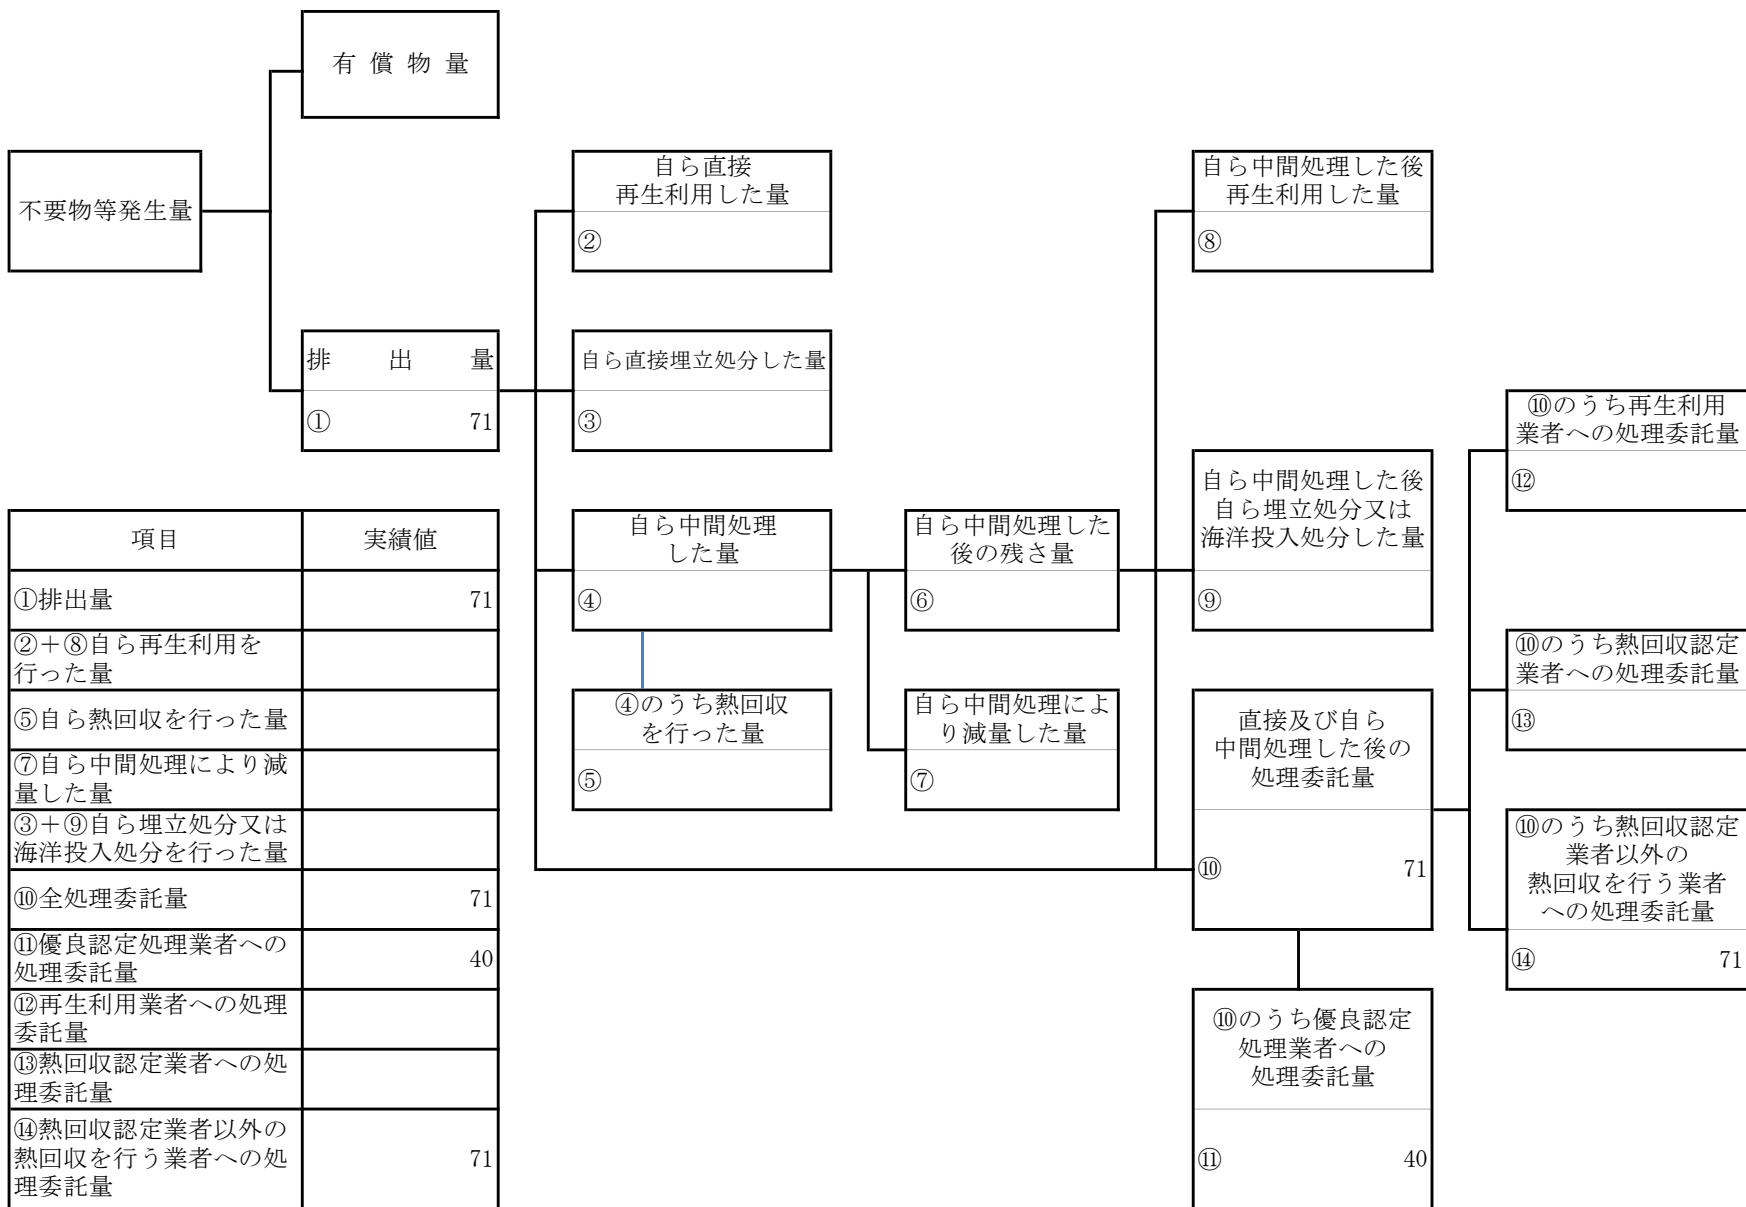 有 償 物 量
不要物等発生量
自ら直接
再生利用した量
②
自ら中間処理した後
再生利用した量
⑧
排 出 量
① 71
自ら直接埋立処分した量
③
⑩のうち再生利用
業者への処理委託量
⑫
自ら中間処理
した量
④
自ら中間処理した
後の残さ量
⑥
自ら中間処理した後
自ら埋立処分又は
海洋投入処分した量
⑨
⑩のうち熱回収認定
業者への処理委託量
⑬
④のうち熱回収
を行った量
⑤
自ら中間処理によ
り減量した量
⑦
直接及び自ら
中間処理した後の
処理委託量
⑩ 71
⑩のうち熱回収認定
業者以外の
熱回収を行う業者
への処理委託量
⑭ 71
⑩のうち優良認定
処理業者への
処理委託量
⑪ 40
項目 実績値
①排出量 71
②+⑧自ら再生利用を
行った量
⑤自ら熱回収を行った量
⑦自ら中間処理により減
量した量
③+⑨自ら埋立処分又は
海洋投入処分を行った量
⑩全処理委託量 71
⑪優良認定処理業者への
処理委託量 40
⑫再生利用業者への処理
委託量
⑬熱回収認定業者への処
理委託量
⑭熱回収認定業者以外の
熱回収を行う業者への処 71
理委託量